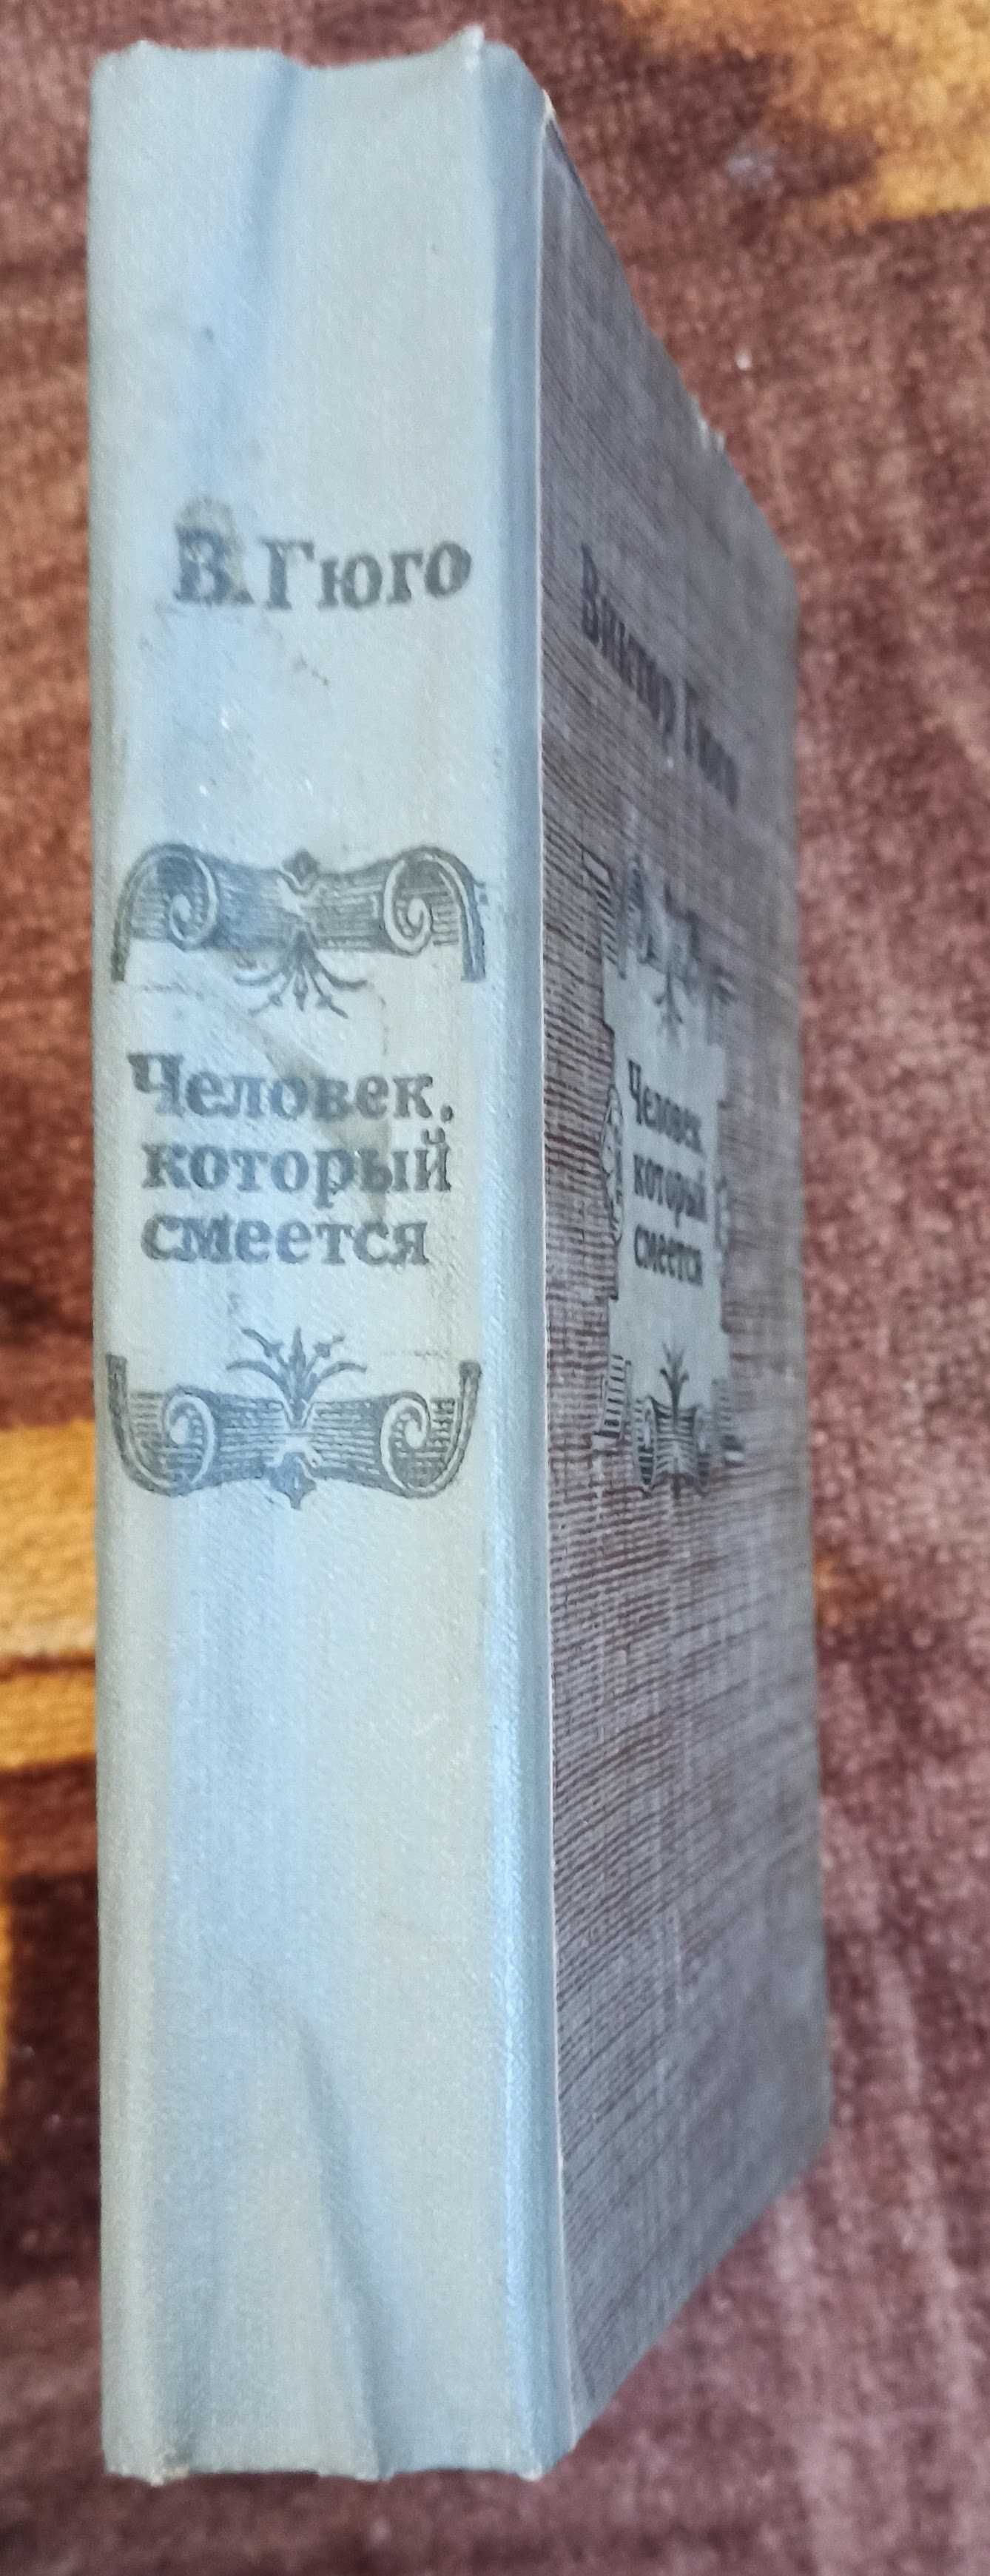 В. Гюго
Человек,
который
смеется
Виктор Гюго
Человек
который
смеется